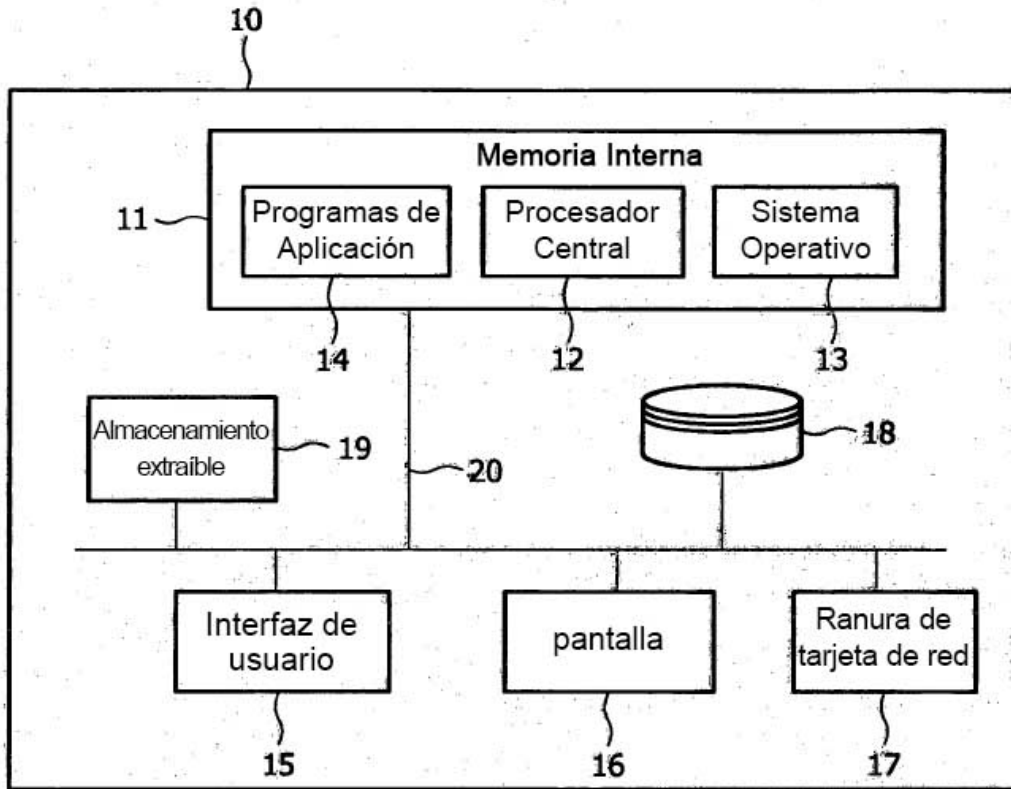 10
Memoria Interna
11
Programas de
Aplicación
Procesador
Central
Sistema
Operativo
14
12
13
Almacenamiento
extraíble
19
18
20
Interfaz de
usuario
pantalla
Ranura de
tarjeta de red
15
16
17